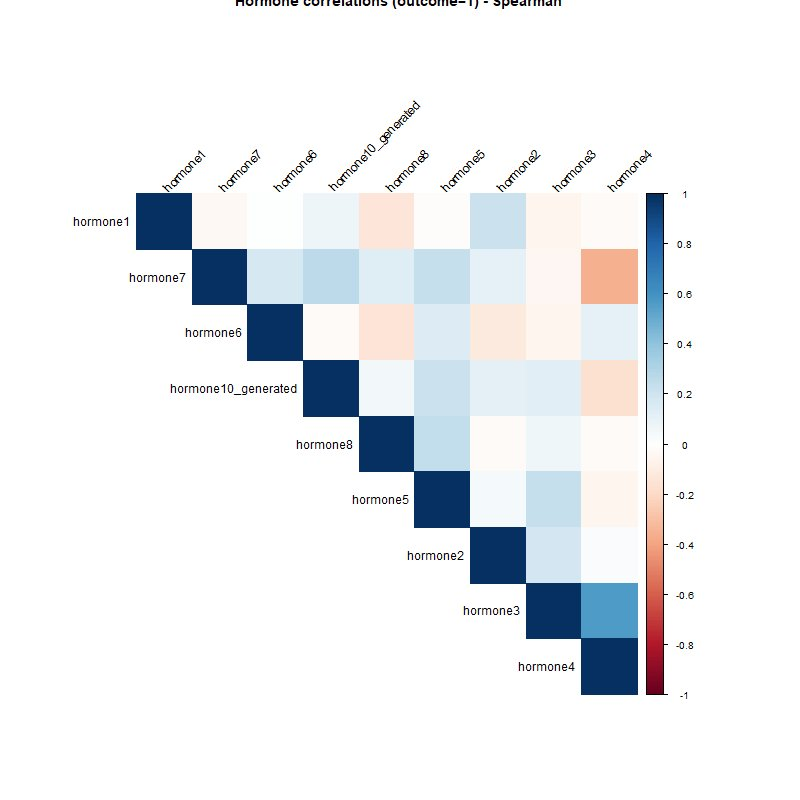 Hormone correlations (outcome=1) - Spearman
hormone1
hormone7
hormone6
hormone10_generated
hormone8
hormone5
hormone2
hormone3
hormone4
hormone1
hormone7
hormone6
hormone10_generated
hormone8
hormone5
hormone2
hormone3
hormone4
1
0.8
0.6
0.4
0.2
0
-0.2
-0.4
-0.6
-0.8
-1